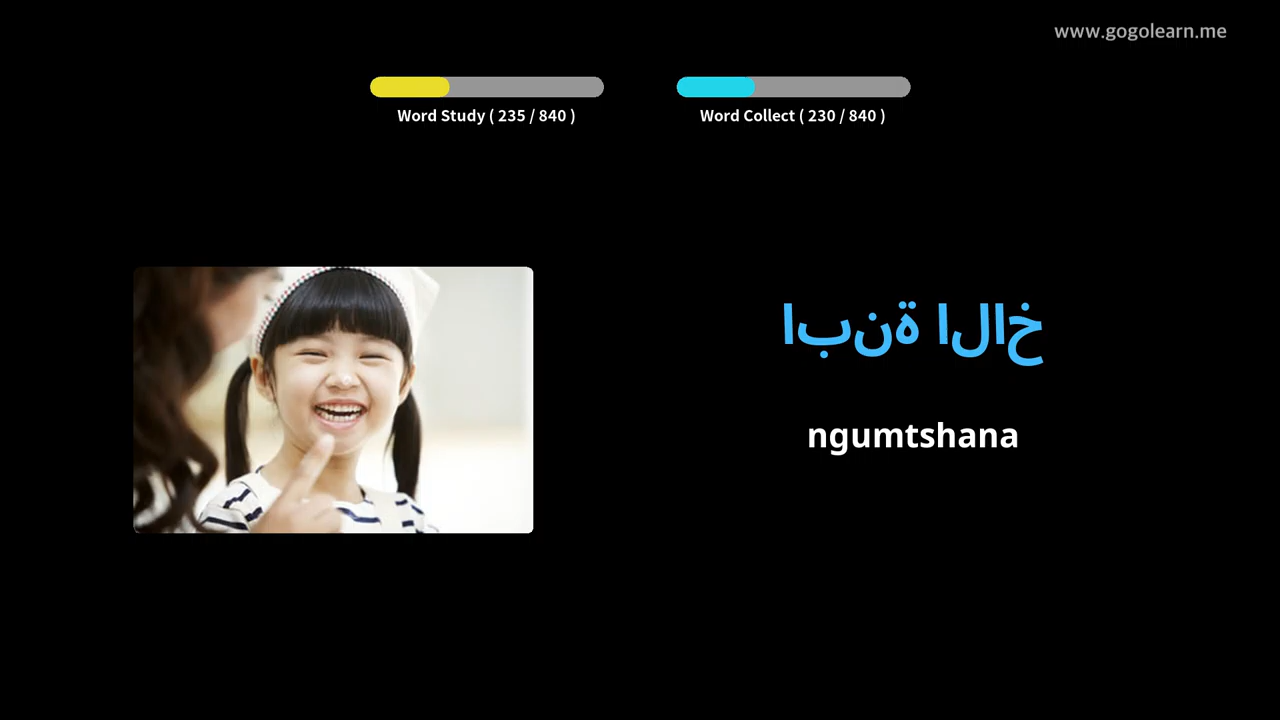 www.gogolearn.me
Word Study ( 235 / 840 )
Word Collect ( 230 / 840 )
ابنة الاخ
ngumtshana